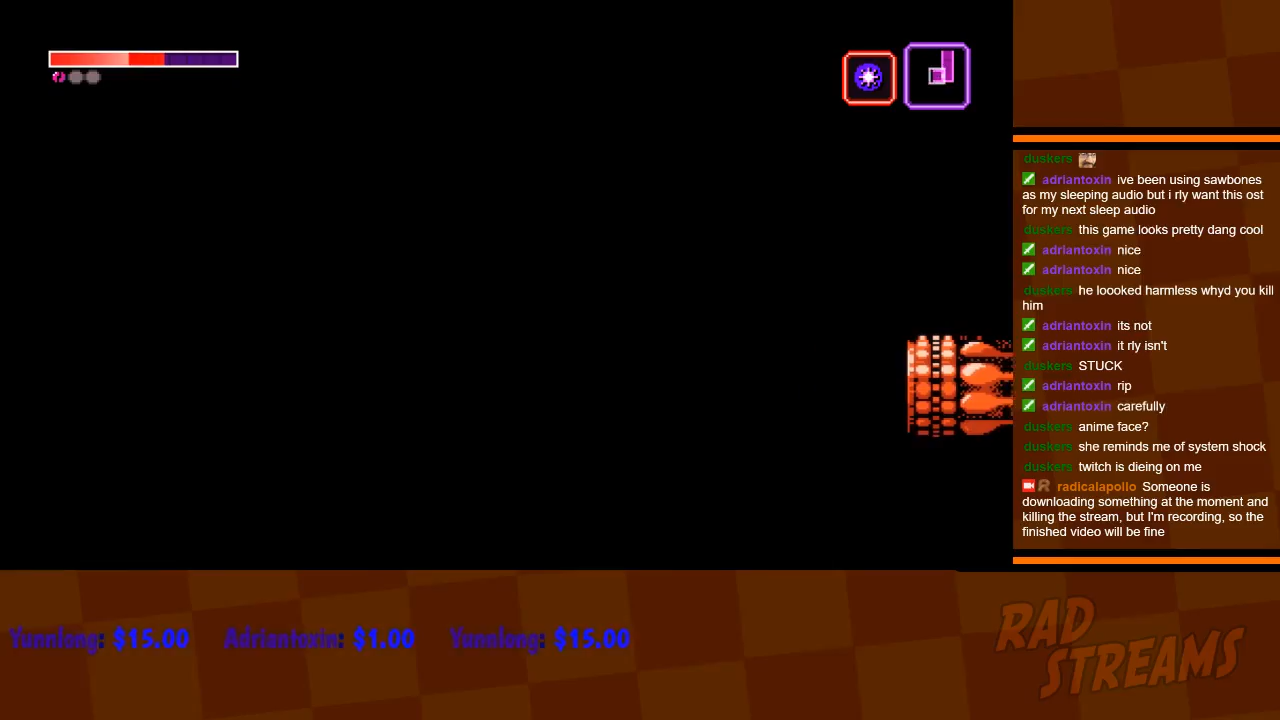 duskers
adriantoxin ive been using sawbones
as my sleeping audio but i rly want this ost
for my next sleep audio
duskers this game looks pretty dang cool
adriantoxin nice
adriantoxin nice
duskers he loooked harmless whyd you kill
him
adriantoxin its not
adriantoxin it rly isn't
duskers STUCK
adriantoxin rip
adriantoxin carefully
duskers anime face?
duskers she reminds me of system shock
duskers twitch is dieing on me
radicalapollo Someone is
downloading something at the moment and
killing the stream, but I'm recording, so the
finished video will be fine
Yunnlong: $15.00 Adriantoxin: $1.00 Yunnlong: $15.00
RAD
STREAMS